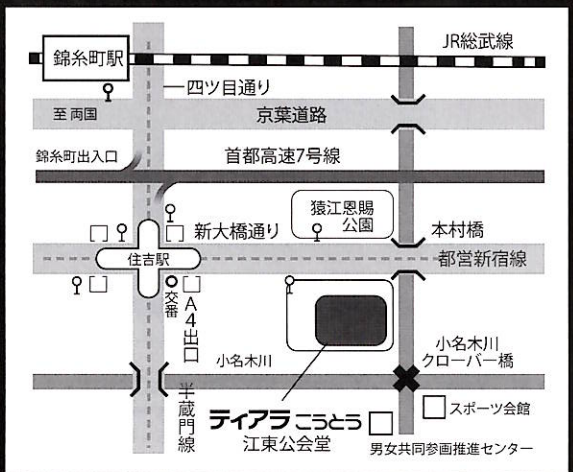 JR総武線
錦糸町駅
四ツ目通り
至 両国
京葉道路
錦糸町出入口
首都高速7号線
猿江恩賜
公園
新大橋通り
本村橋
住吉駅
都営新宿線
交番
A4出口
小名木川
小名木川
クローバー橋
半蔵門線
ティアラこうとう
江東公会堂
スポーツ会館
男女共同参画推進センター